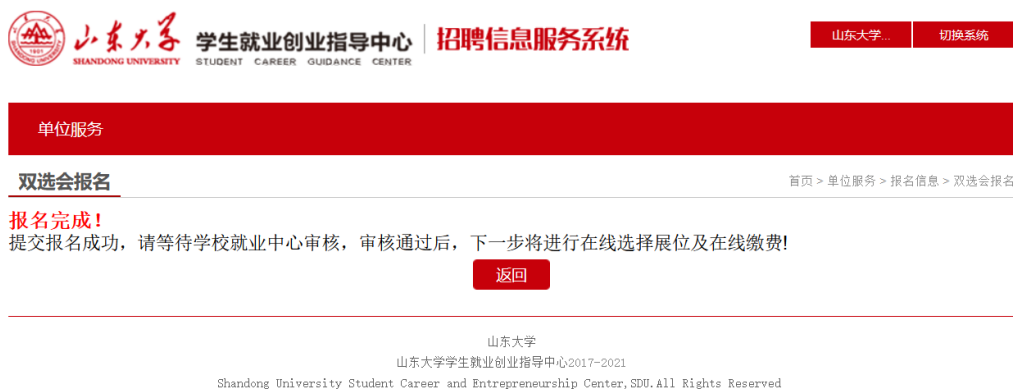 山东大学 学生就业创业指导中心 招聘信息服务系统
SHANDONG UNIVERSITY STUDENT CAREER GUIDANCE CENTER
1901
山东大学... 切换系统
单位服务
双选会报名 首页 > 单位服务 > 报名信息 > 双选会报名
报名完成！
提交报名成功，请等待学校就业中心审核，审核通过后，下一步将进行在线选择展位及在线缴费!
返回
山东大学
山东大学学生就业创业指导中心2017-2021
Shandong University Student Career and Entrepreneurship Center,SDU.All Rights Reserved